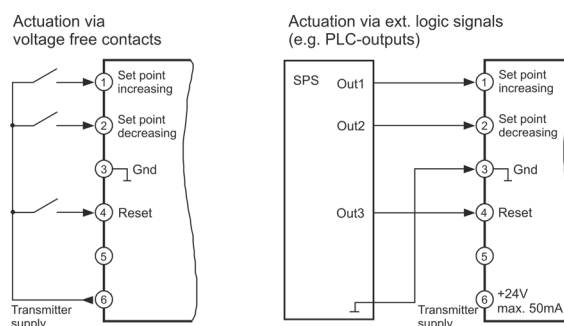 Actuation via
voltage free contacts
1
Set point
increasing
2
Set point
decreasing
3
Gnd
4
Reset
5
6
Transmitter
supply
Actuation via ext. logic signals
(e.g. PLC-outputs)
SPS
Out1
Out2
Out3
1
Set point
increasing
2
Set point
decreasing
3
Gnd
4
Reset
5
6
+24V
max. 50mA
Transmitter
supply